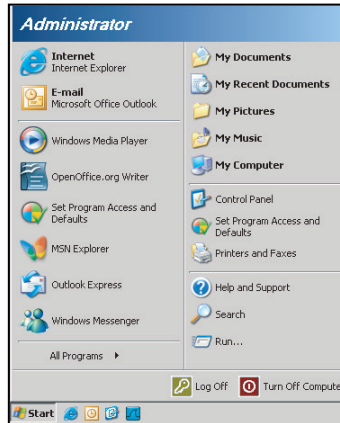 Administrator
Internet
Internet Explorer
E-mail
Microsoft Office Outlook
Windows Media Player
OpenOffice.org Writer
Set Program Access and
Defaults
MSN Explorer
Outlook Express
Windows Messenger
All Programs
My Documents
My Recent Documents
My Pictures
My Music
My Computer
Control Panel
Set Program Access and
Defaults
Printers and Faxes
Help and Support
Search
Run...
Log Off Turn Off Compute
Start